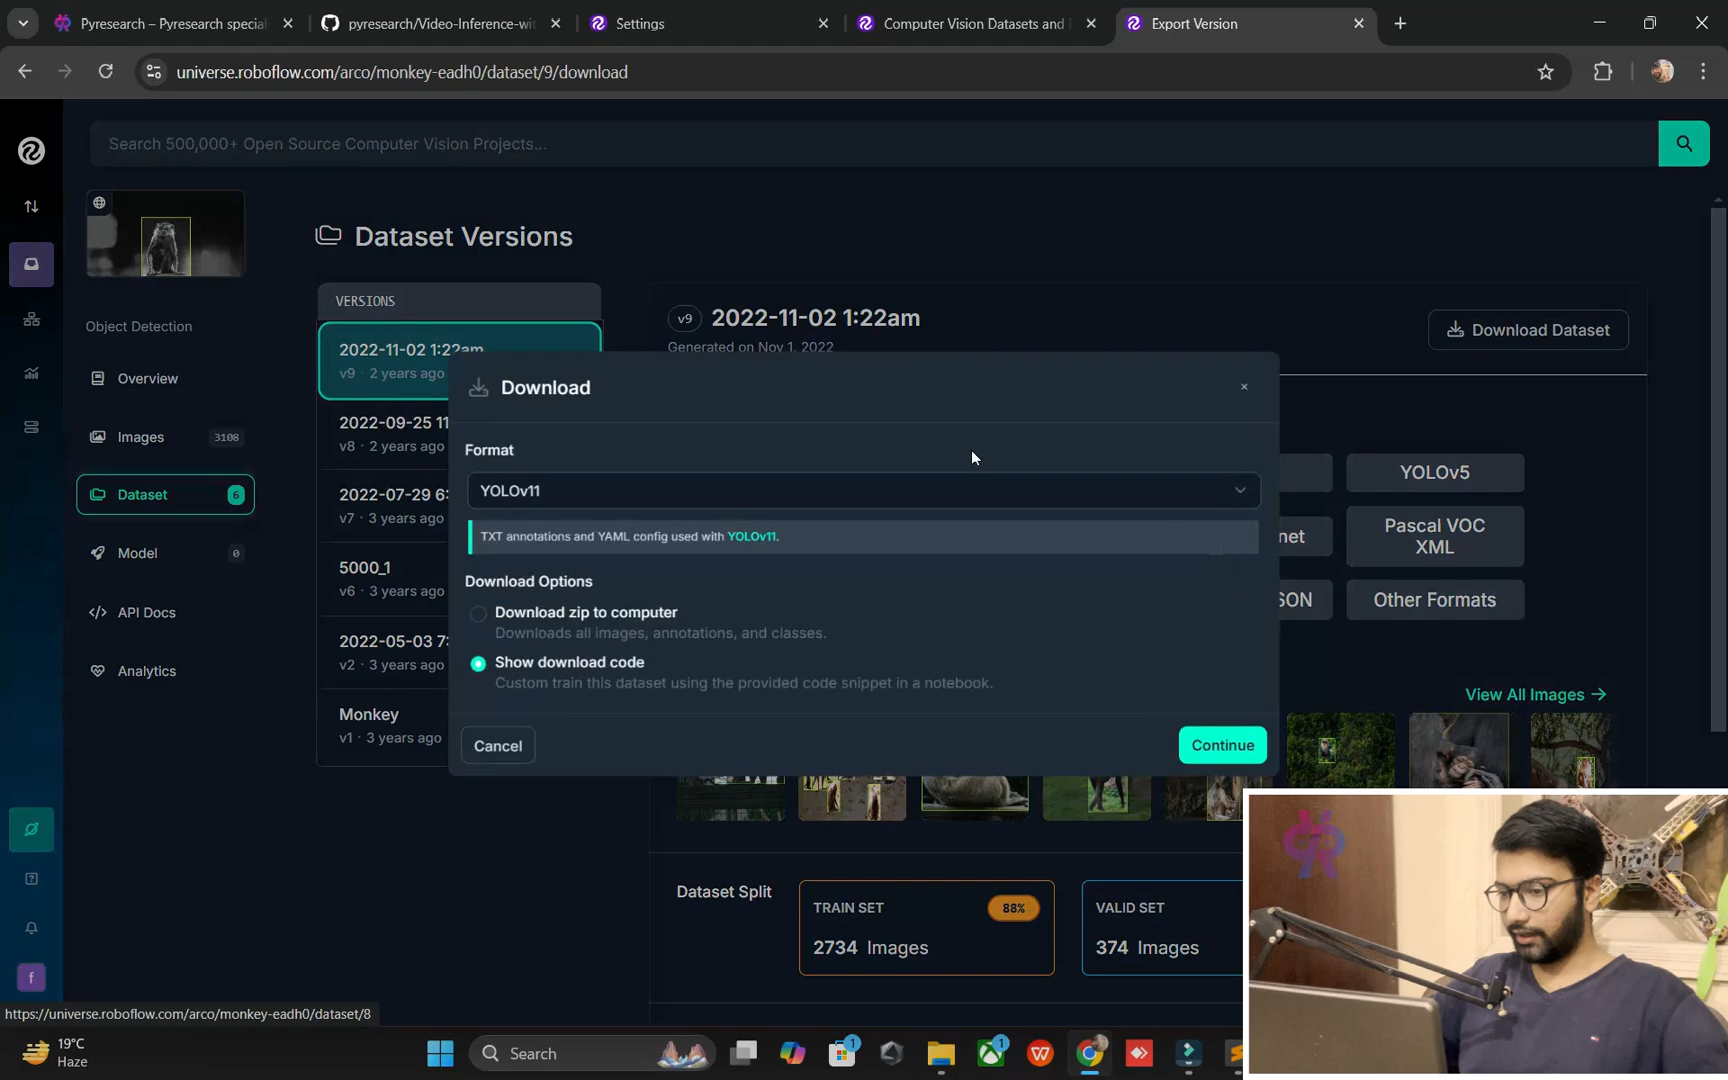 Pyresearch – Pyresearch special
pyresearch/Video-Inference-wit
Settings
Computer Vision Datasets and
Export Version
universe.roboflow.com/arco/monkey-eadh0/dataset/9/download
Search 500,000+ Open Source Computer Vision Projects...
Object Detection
Overview
Images 3108
Dataset 6
Model 0
API Docs
Analytics
Dataset Versions
VERSIONS
2022-11-02 1:22am
v9 · 2 years ago
2022-09-25 11
v8 · 2 years ago
2022-07-29 6:
v7 · 3 years ago
5000_1
v6 · 3 years ago
2022-05-03 7:
v2 · 3 years ago
Monkey
v1 · 3 years ago
v9 2022-11-02 1:22am
Generated on Nov 1, 2022
Download Dataset
Download
Format
YOLOv11
TXT annotations and YAML config used with YOLOv11.
Download Options
Download zip to computer
Downloads all images, annotations, and classes.
Show download code
Custom train this dataset using the provided code snippet in a notebook.
Cancel
Continue
YOLOv5
net
Pascal VOC
XML
SON
Other Formats
View All Images →
Dataset Split
TRAIN SET 88%
2734 Images
VALID SET
374 Images
f
https://universe.roboflow.com/arco/monkey-eadh0/dataset/8
19°C
Haze
Search
1
1